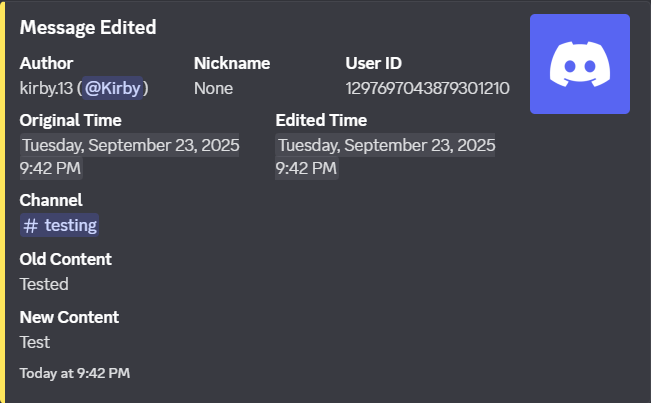 Message Edited
Author Nickname User ID
kirby.13 (@Kirby) None 1297697043879301210
Original Time Edited Time
Tuesday, September 23, 2025 Tuesday, September 23, 2025
9:42 PM 9:42 PM
Channel
# testing
Old Content
Tested
New Content
Test
Today at 9:42 PM